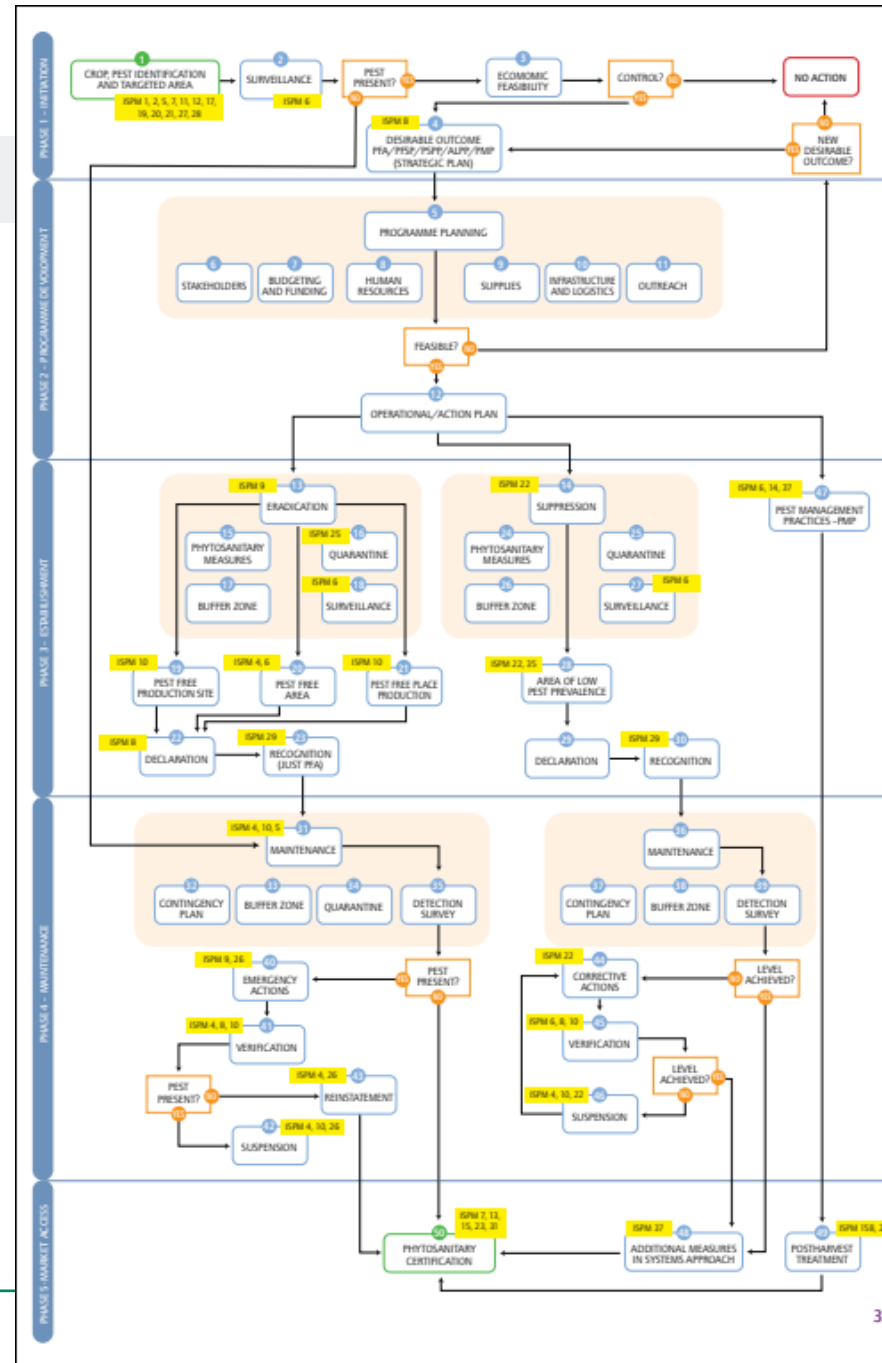 PHASE 1 - INITIATION
1
CROP, PEST IDENTIFICATION
AND TARGETED AREA
ISPM 1, 2, 5, 7, 11, 12, 17,
19, 20, 21, 27, 28
2
SURVEILLANCE
ISPM 6
PEST
PRESENT?
YES
NO
3
ECOMOMIC
FEASIBILITY
CONTROL?
NO
YES
NO ACTION
ISPM 8
4
DESIRABLE OUTCOME
PFA/PFSP/PSPP/ALPP/PMP
(STRATEGIC PLAN)
NO
YES
NEW
DESIRABLE
OUTCOME?
PHASE 2 - PROGRAMME DEVOLOPMENT
5
PROGRAMME PLANNING
6
STAKEHOLDERS
7
BUDGETING
AND FUNDING
8
HUMAN
RESOURCES
9
SUPPLIES
10
INFRASTRUCTURE
AND LOGISTICS
11
OUTREACH
FEASIBLE?
NO
YES
12
OPERATIONAL/ACTION PLAN
PHASE 3 - ESTABLISHMENT
ISPM 9
13
ERADICATION
15
PHYTOSANITARY
MEASURES
ISPM 25
16
QUARANTINE
17
BUFFER ZONE
ISPM 6
18
SURVEILLANCE
ISPM 22
14
SUPPRESSION
24
PHYTOSANITARY
MEASURES
25
QUARANTINE
26
BUFFER ZONE
27
ISPM 6
SURVEILLANCE
ISPM 6, 14, 37
47
PEST MANAGEMENT
PRACTICES -PMP
ISPM 10
19
PEST FREE
PRODUCTION SITE
ISPM 4, 6
20
PEST FREE
AREA
ISPM 10
21
PEST FREE PLACE
PRODUCTION
ISPM 22, 35
28
AREA OF LOW
PEST PREVALENCE
ISPM 8
22
DECLARATION
ISPM 29
23
RECOGNITION
(JUST PFA)
29
DECLARATION
ISPM 29
30
RECOGNITION
PHASE 4 - MAINTENANCE
ISPM 4, 10, 5
31
MAINTENANCE
32
CONTINGENCY
PLAN
33
BUFFER ZONE
34
QUARANTINE
35
DETECTION
SURVEY
36
MAINTENANCE
37
CONTINGENCY
PLAN
38
BUFFER ZONE
39
DETECTION
SURVEY
ISPM 9, 26
40
EMERGENCY
ACTIONS
YES
PEST
PRESENT?
NO
ISPM 4, 8, 10
41
VERIFICATION
PEST
PRESENT?
NO
YES
ISPM 4, 26
43
REINSTATEMENT
42
ISPM 4, 10, 26
SUSPENSION
ISPM 22
44
CORRECTIVE
ACTIONS
NO
LEVEL
ACHIEVED?
YES
ISPM 6, 8, 10
45
VERIFICATION
LEVEL
ACHIEVED?
YES
NO
ISPM 4, 10, 22
46
SUSPENSION
PHASE 5-MARKET ACCESS
50
ISPM 7, 13,
15, 23, 31
PHYTOSANITARY
CERTIFICATION
ISPM 37
48
ADDITIONAL MEASURES
IN SYSTEMS APPROACH
49
POSTHARVEST
TREATMENT
3